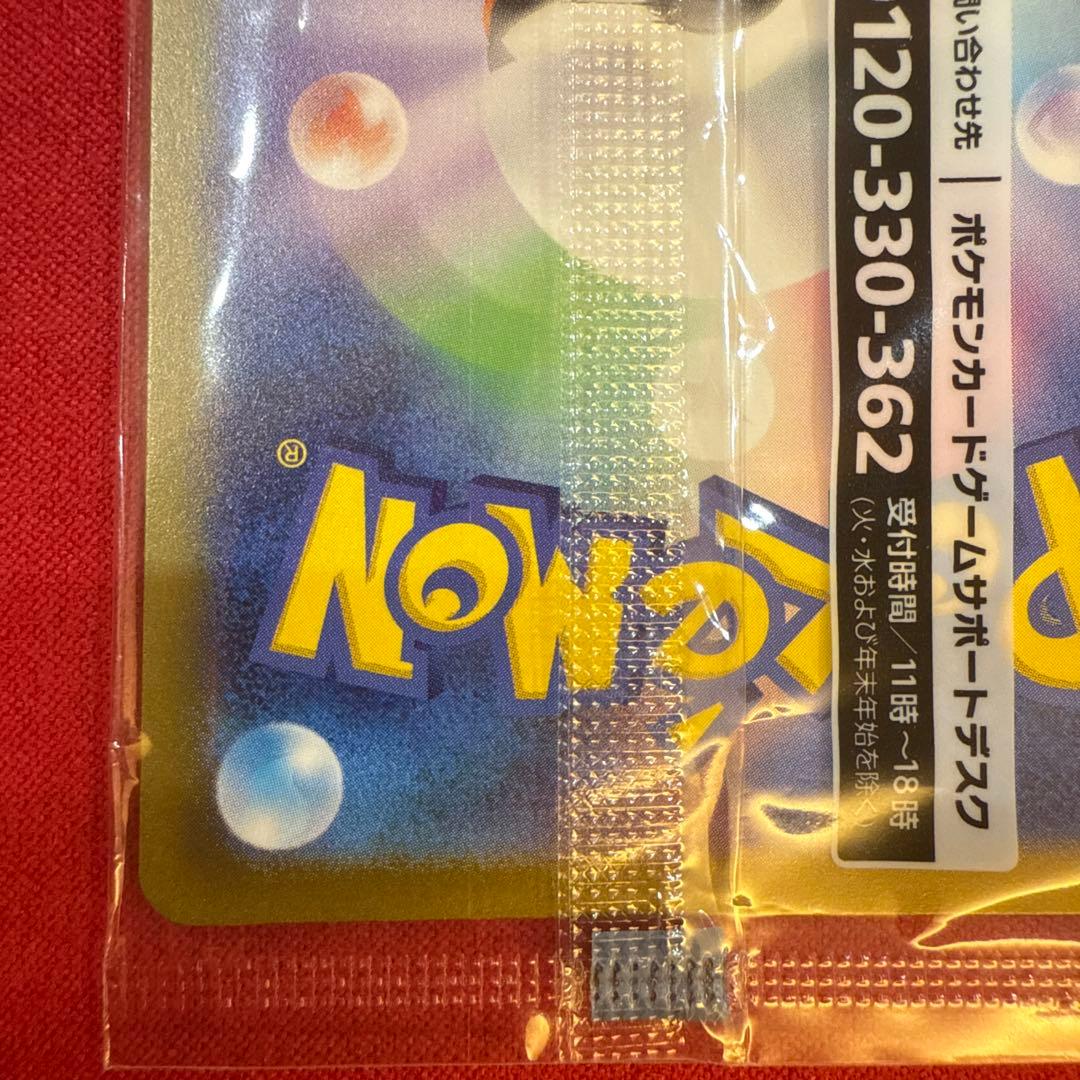 問い合わせ先 | ポケモンカードゲームサポートデスク
0120-330-362 受付時間/11時〜18時
(火・水および年末年始を除く)
POKéMON
®